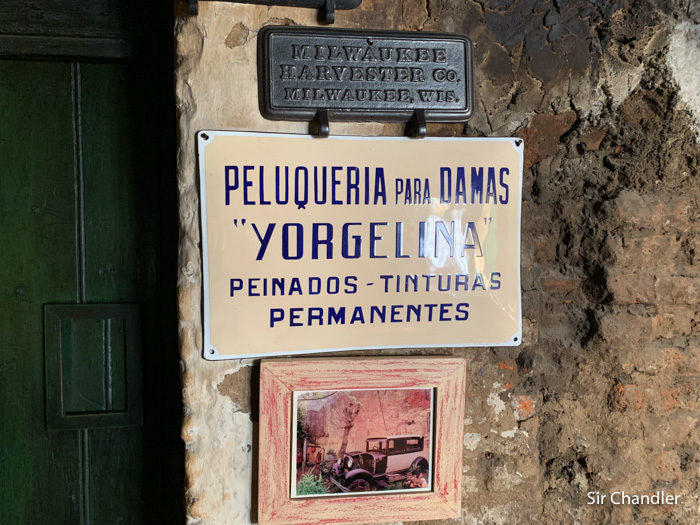 MILWAUKEE
HARVESTER CO.
MILWAUKEE, WIS.
PELUQUERIA PARA DAMAS
"YORGELINA"
PEINADOS - TINTURAS
PERMANENTES
Sir Chandler